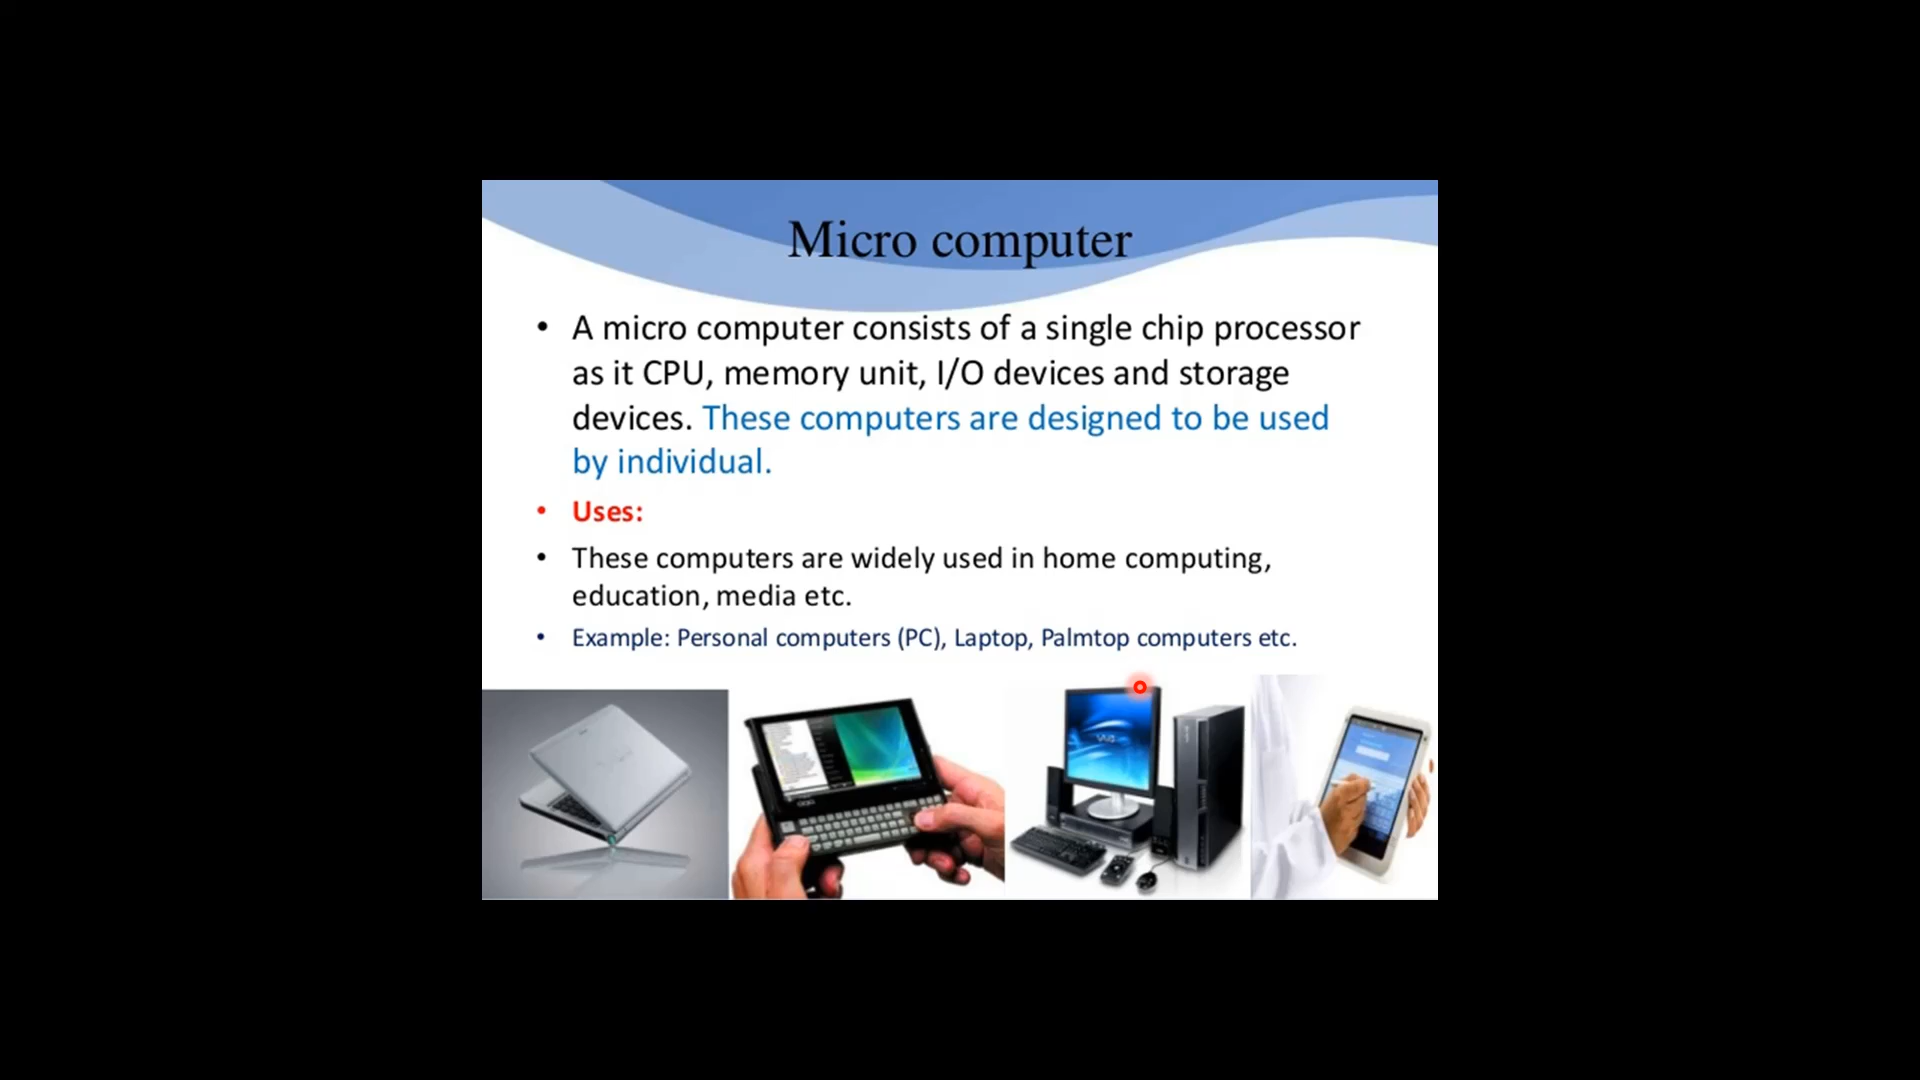 Micro computer
• A micro computer consists of a single chip processor
as it CPU, memory unit, I/O devices and storage
devices. These computers are designed to be used
by individual.
• Uses:
• These computers are widely used in home computing,
education, media etc.
• Example: Personal computers (PC), Laptop, Palmtop computers etc.